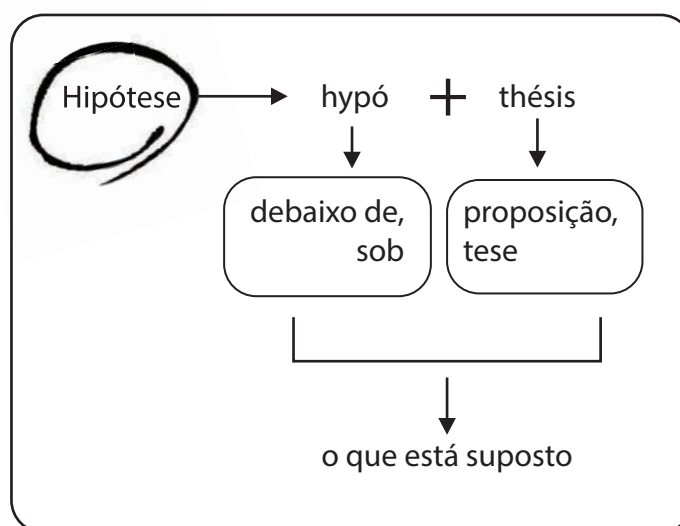 Hipótese hypó + thésis
debaixo de,
sob
proposição,
tese
o que está suposto